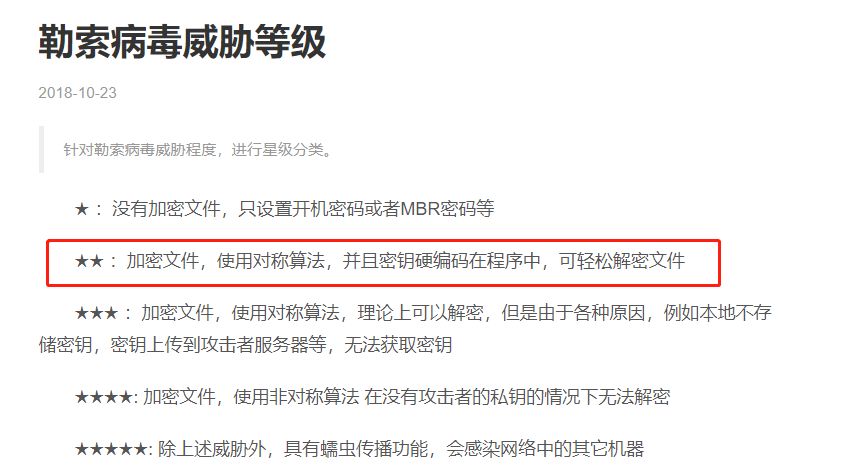 勒索病毒威胁等级
2018-10-23
针对勒索病毒威胁程度，进行星级分类。
★ ：没有加密文件，只设置开机密码或者MBR密码等
★★ ：加密文件，使用对称算法，并且密钥硬编码在程序中，可轻松解密文件
★★★ ：加密文件，使用对称算法，理论上可以解密，但是由于各种原因，例如本地不存
储密钥，密钥上传到攻击者服务器等，无法获取密钥
★★★★: 加密文件，使用非对称算法 在没有攻击者的私钥的情况下无法解密
★★★★★: 除上述威胁外，具有蠕虫传播功能，会感染网络中的其它机器